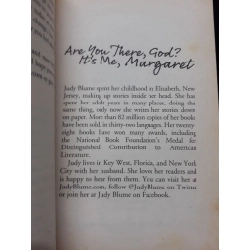 Are You There, God?
It's Me, Margaret
Judy Blume spent her childhood in Elizabeth, New
Jersey, making up stories inside her head. She has
spent her adult years in many places, doing the
same thing, only now she writes her stories down
on paper. More than 82 million copies of her books
have been sold, in thirty-two languages. Her twenty-
eight books have won many awards, including
the National Book Foundation's Medal for
Distinguished Contribution to American
Literature.
Judy lives in Key West, Florida, and New York
City with her husband. She loves her readers
and is happy to hear from them. You can visit her at
JudyBlume.com, follow @JudyBlume on Twitter
or join her at Judy Blume on Facebook.